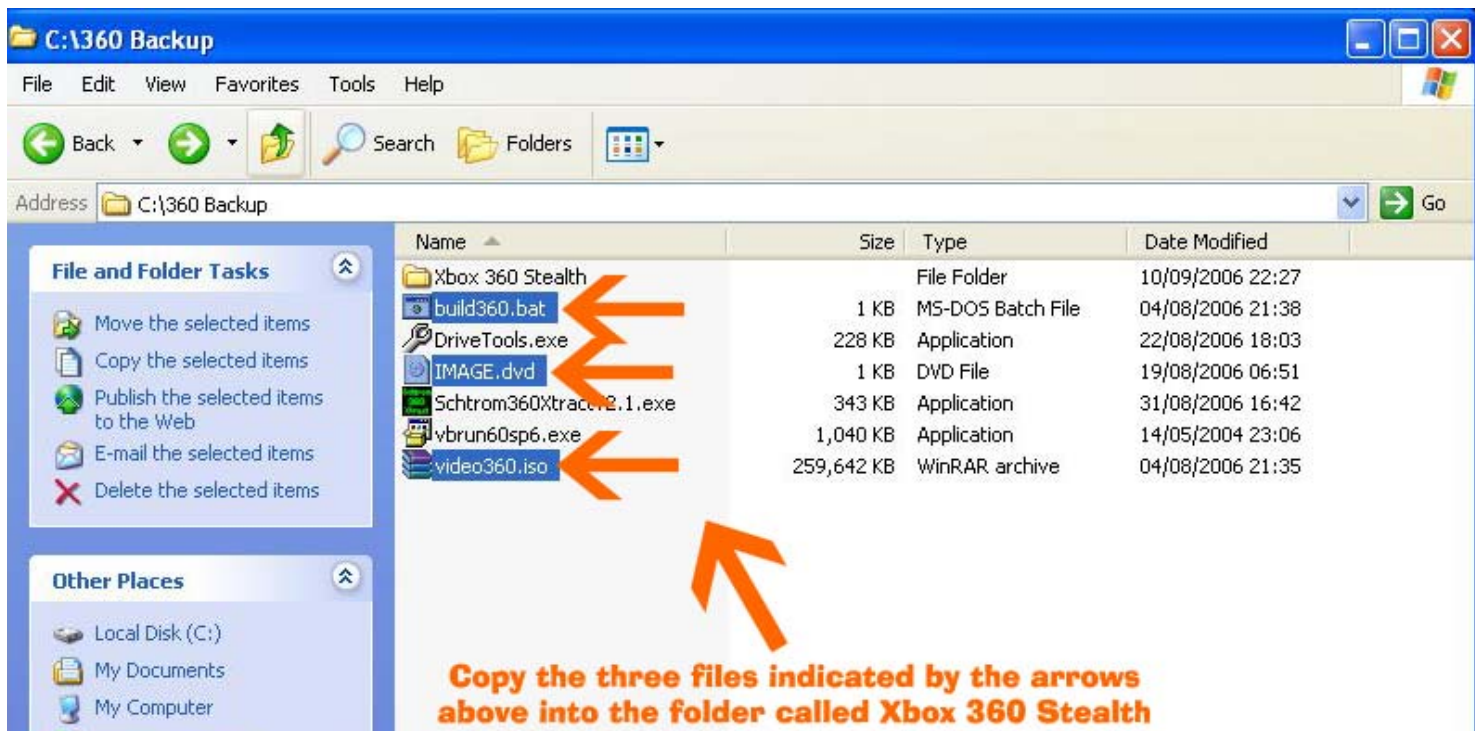 C:\360 Backup
File Edit View Favorites Tools Help
Back Search Folders
Address C:\360 Backup Go
Name Size Type Date Modified
File and Folder Tasks
Move the selected items
Copy the selected items
Publish the selected items
to the Web
E-mail the selected items
Delete the selected items
Other Places
Local Disk (C:)
My Documents
My Computer
Xbox 360 Stealth File Folder 10/09/2006 22:27
build360.bat 1 KB MS-DOS Batch File 04/08/2006 21:38
DriveTools.exe 228 KB Application 22/08/2006 18:03
IMAGE.dvd 1 KB DVD File 19/08/2006 06:51
2.1.exe 343 KB Application 31/08/2006 16:42
vbrun60sp6.exe 1,040 KB Application 14/05/2004 23:06
video360.iso 259,642 KB WinRAR archive 04/08/2006 21:35
Copy the three files indicated by the arrows
above into the folder called Xbox 360 Stealth